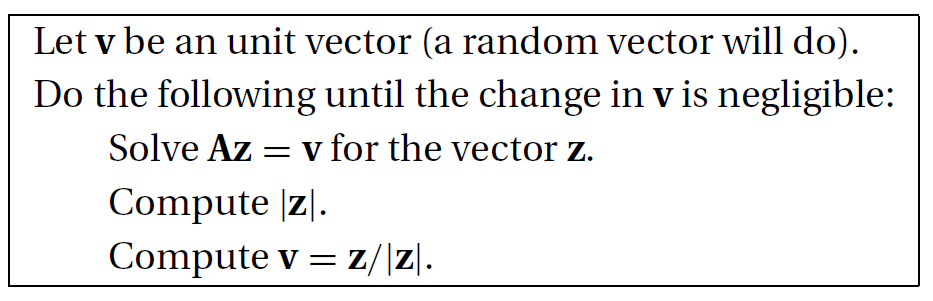 Let v be an unit vector (a random vector will do).
Do the following until the change in v is negligible:
Solve Az = v for the vector z.
Compute |z|.
Compute v = z/|z|.